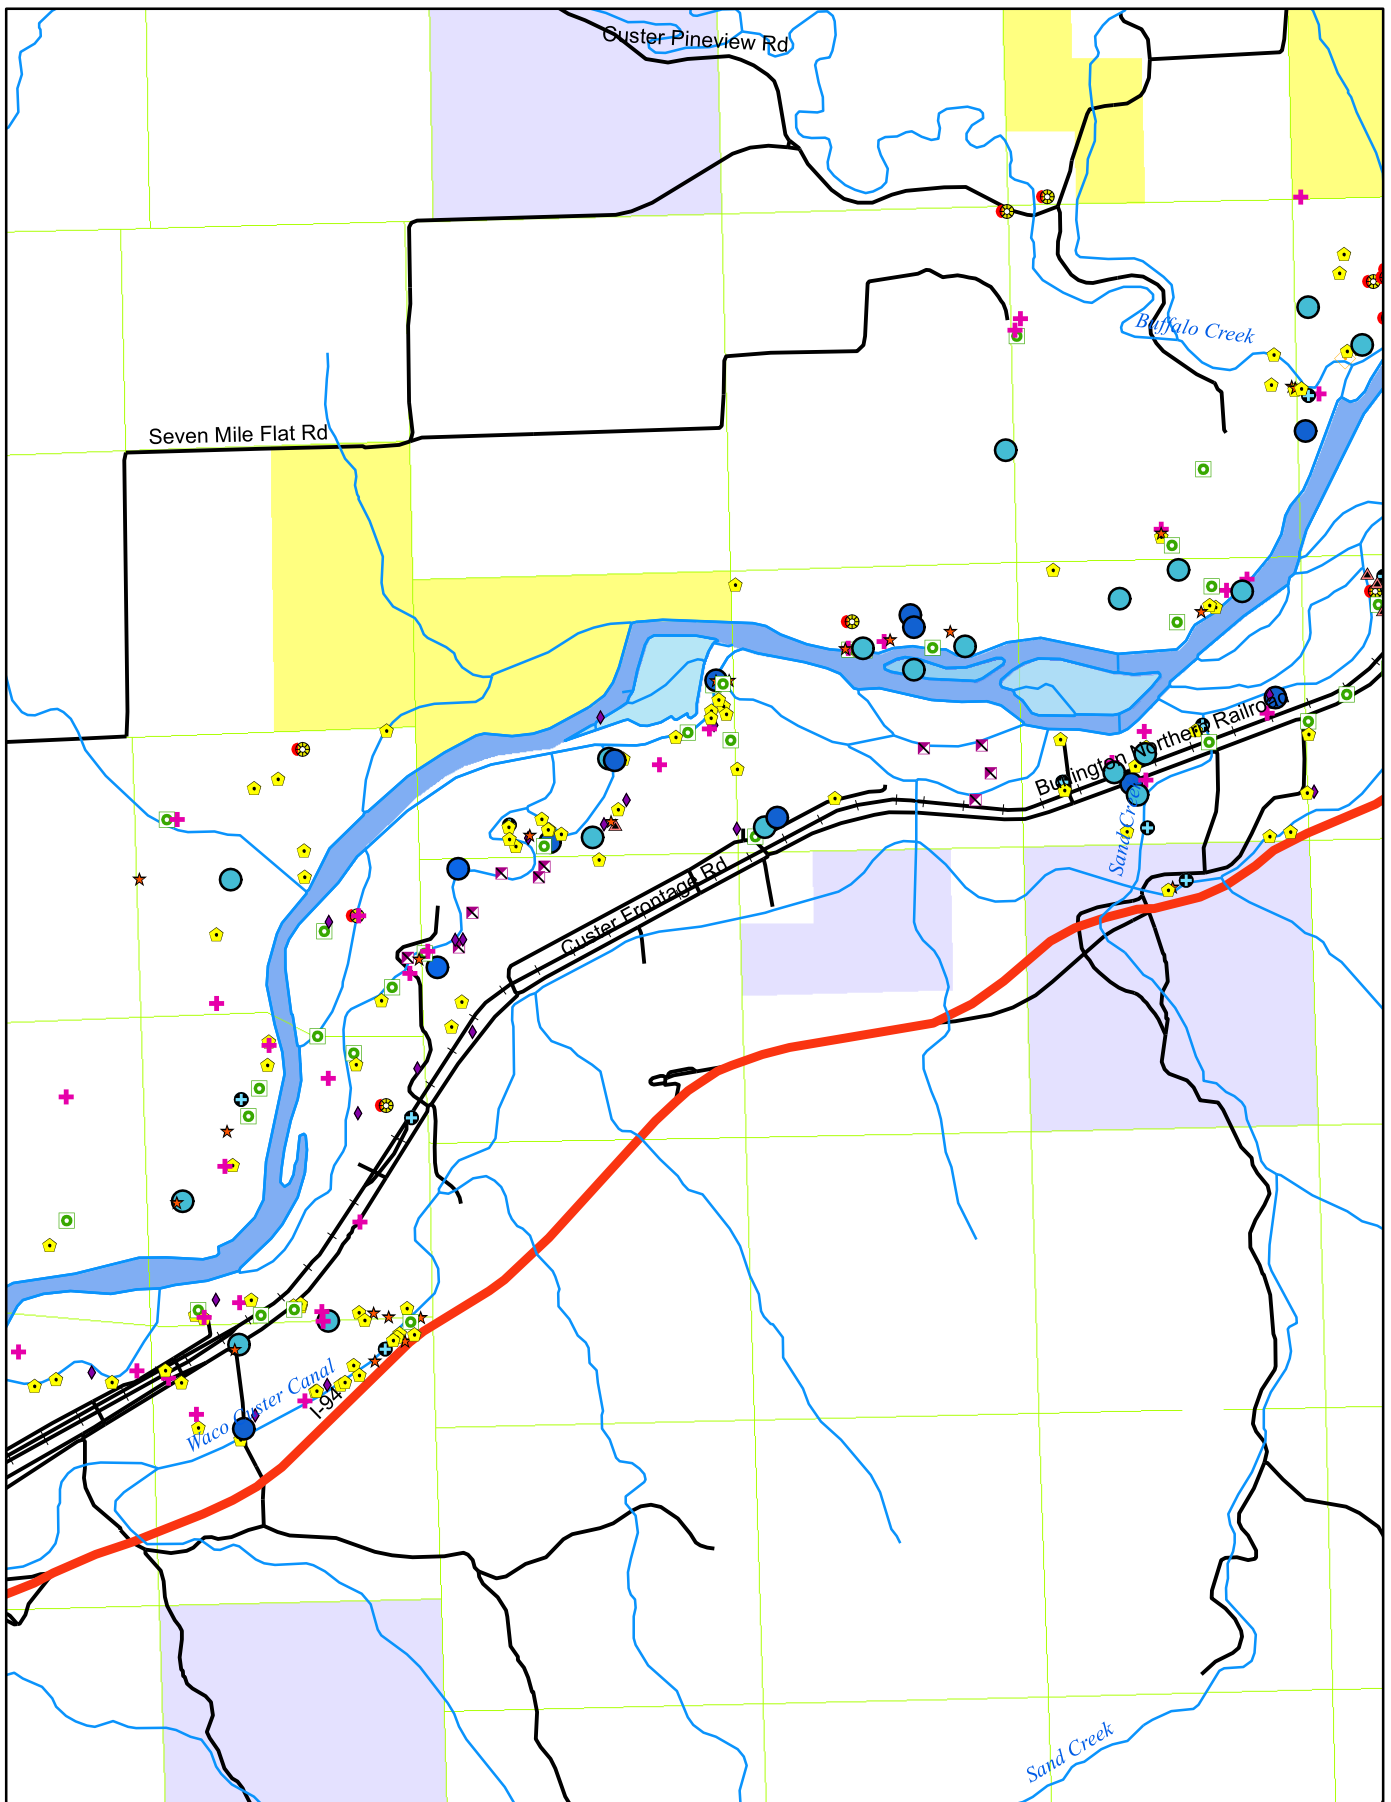 Custer Pineview Rd
Buffalo Creek
Seven Mile Flat Rd
Burlington Northern Railroad
Sand Creek
Custer Frontage Rd
Waco Custer Canal
I-94
Sand Creek